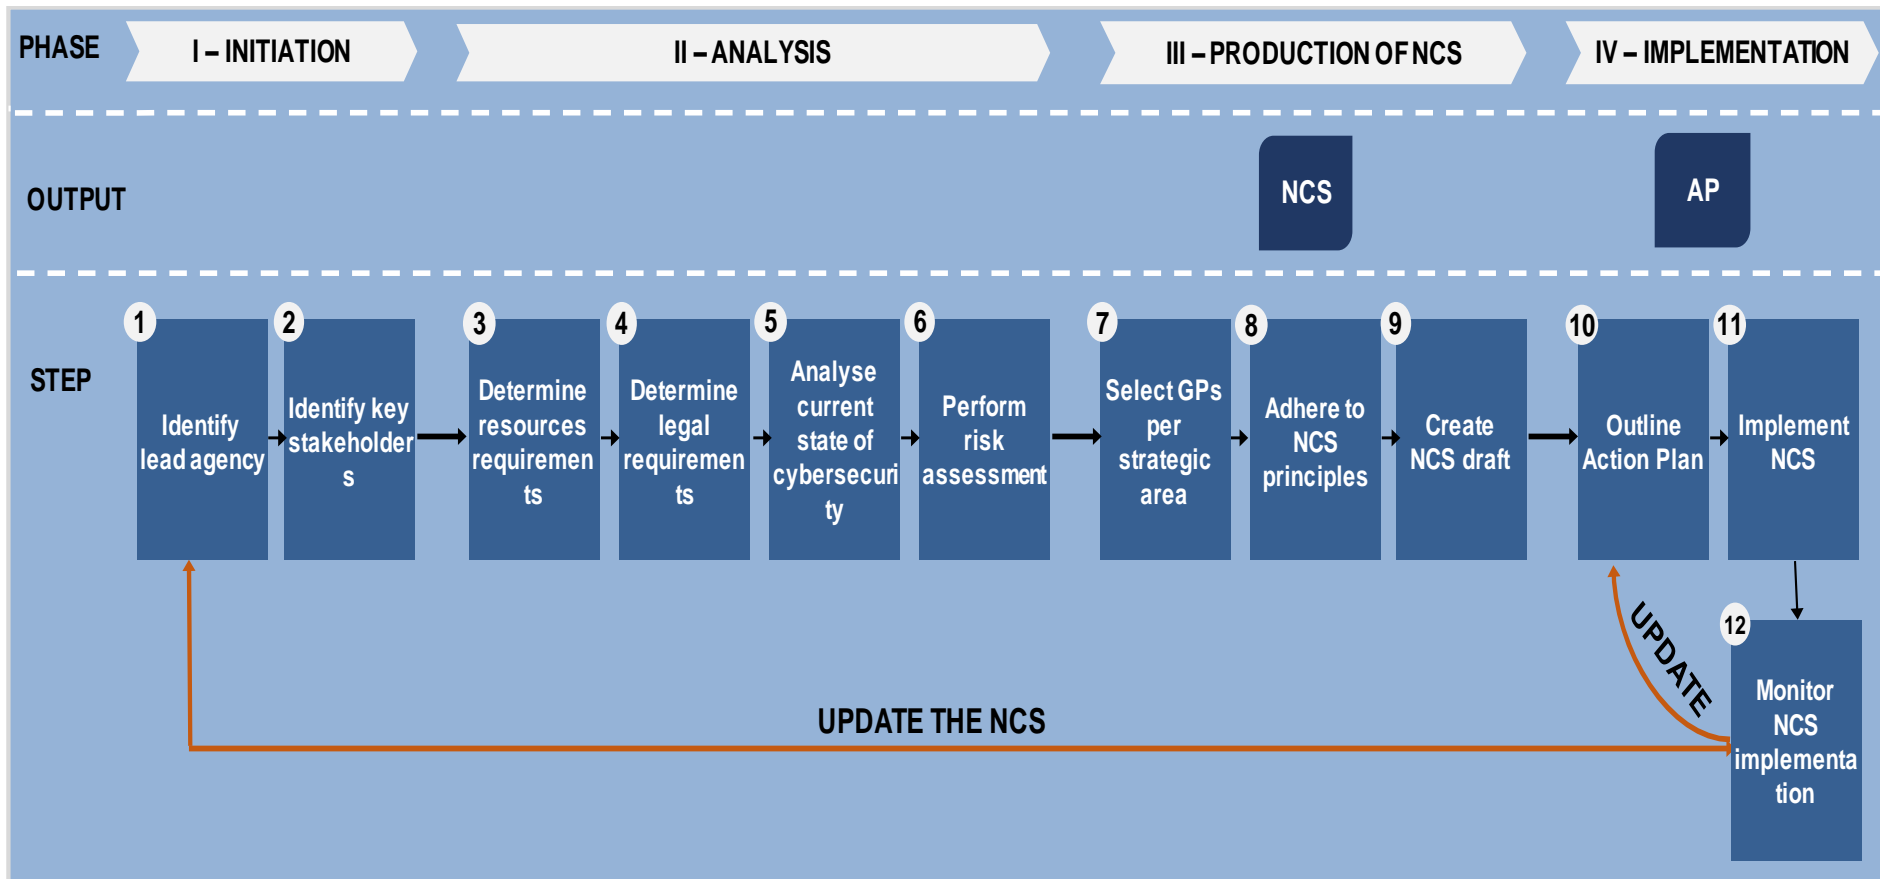 PHASE
I – INITIATION
II – ANALYSIS
III – PRODUCTION OF NCS
IV – IMPLEMENTATION
OUTPUT
NCS
AP
STEP
1
Identify
lead agency
2
Identify key
stakeholder
s
3
Determine
resources
requiremen
ts
4
Determine
legal
requiremen
ts
5
Analyse
current
state of
cybersecuri
ty
6
Perform
risk
assessment
7
Select GPs
per
strategic
area
8
Adhere to
NCS
principles
9
Create
NCS draft
10
Outline
Action Plan
11
Implement
NCS
12
Monitor
NCS
implementa
tion
UPDATE
UPDATE THE NCS